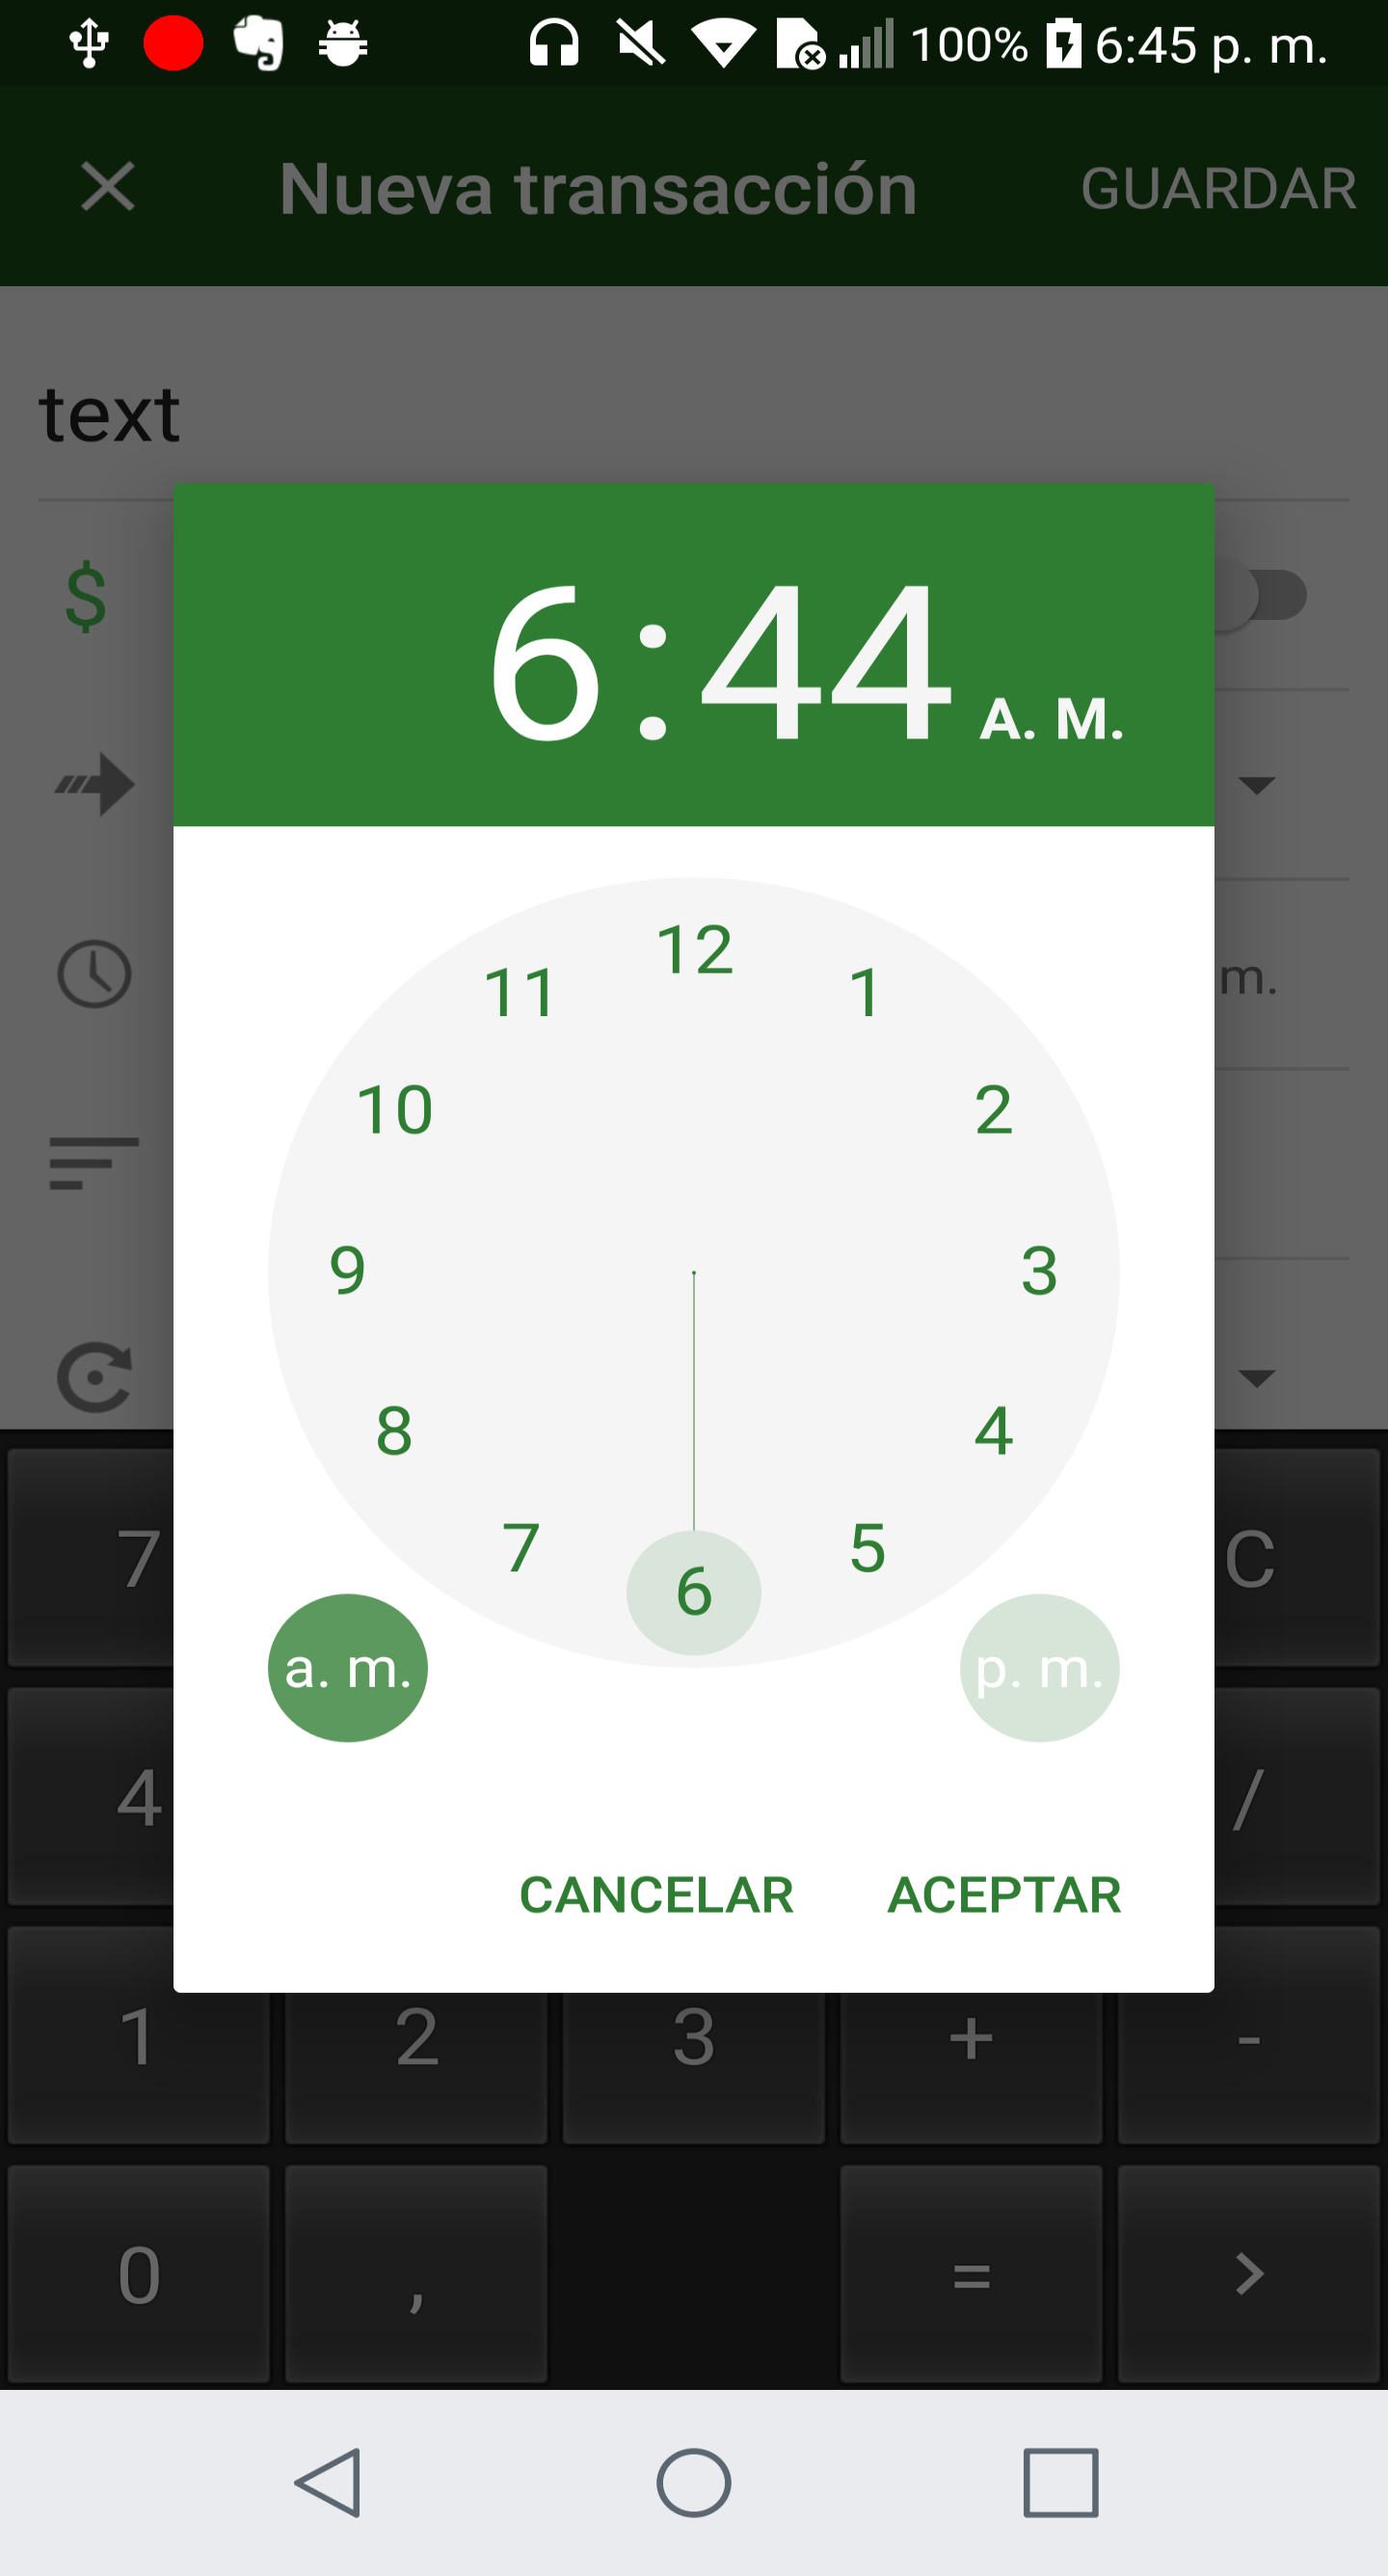 100% 6:45 p. m.
Nueva transacción GUARDAR
text
$
6:44 A. M.
12
11 1
10 2
m.
9 3
8 4
7 5
6
a. m. p. m.
CANCELAR ACEPTAR
7 C
4 /
1 2 3 + -
0 , = >